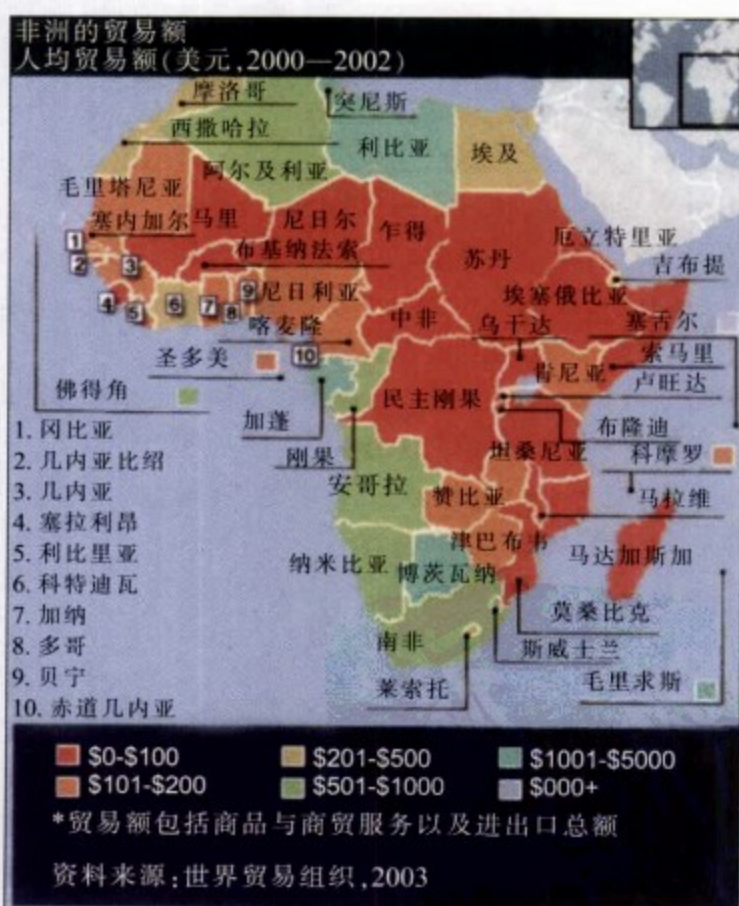 非洲的贸易额
人均贸易额(美元,2000—2002)
摩洛哥
突尼斯
西撒哈拉
利比亚
埃及
阿尔及利亚
毛里塔尼亚
塞内加尔
马里
尼日尔
乍得
苏丹
厄立特里亚
布基纳法索
吉布提
1
2
3
4
5
6
7
8
9
10
尼日利亚
埃塞俄比亚
喀麦隆
中非
乌干达
塞舌尔
圣多美
索马里
肯尼亚
卢旺达
佛得角
民主刚果
加蓬
刚果
布隆迪
坦桑尼亚
科摩罗
安哥拉
赞比亚
马拉维
津巴布韦
纳米比亚
博茨瓦纳
马达加斯加
莫桑比克
南非
斯威士兰
莱索托
毛里求斯
1. 冈比亚
2. 几内亚比绍
3. 几内亚
4. 塞拉利昂
5. 利比里亚
6. 科特迪瓦
7. 加纳
8. 多哥
9. 贝宁
10. 赤道几内亚
$0-$100
$201-$500
$1001-$5000
$101-$200
$501-$1000
$000+
*贸易额包括商品与商贸服务以及进出口总额
资料来源:世界贸易组织,2003